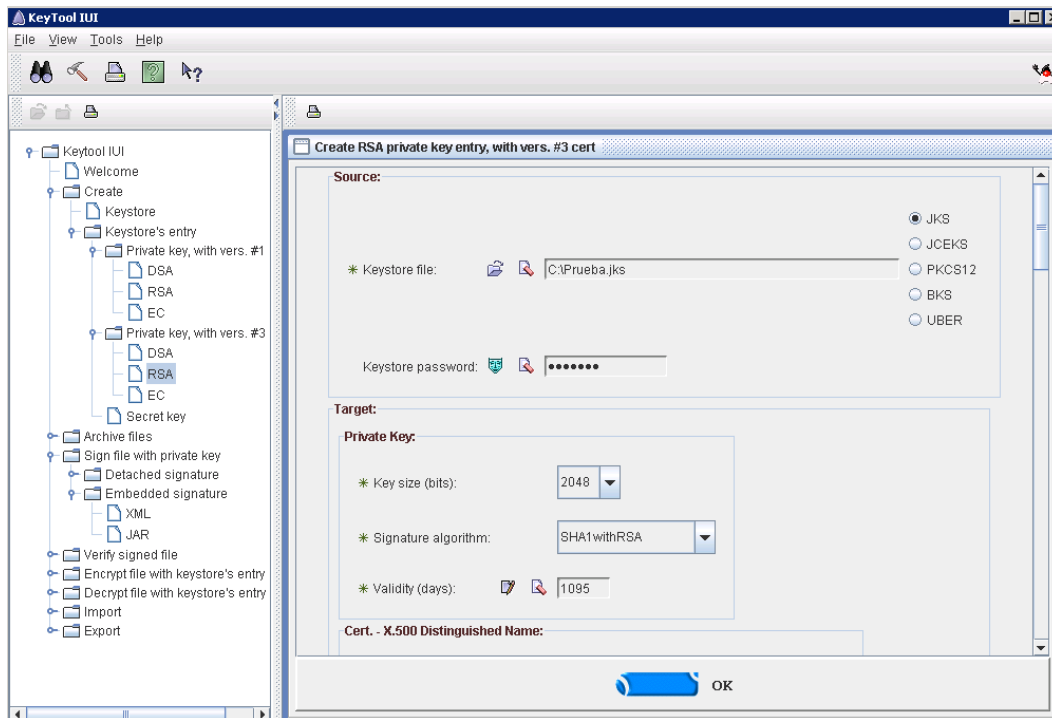 KeyTool IUI
File View Tools Help
Keytool IUI
Welcome
Create
Keystore
Keystore's entry
Private key, with vers. #1
DSA
RSA
EC
Private key, with vers. #3
DSA
RSA
EC
Secret key
Archive files
Sign file with private key
Detached signature
Embedded signature
XML
JAR
Verify signed file
Encrypt file with keystore's entry
Decrypt file with keystore's entry
Import
Export
Create RSA private key entry, with vers. #3 cert
Source:
JKS
JCEKS
Keystore file: C:\Prueba.jks PKCS12
BKS
UBER
Keystore password: •••••••
Target:
Private Key:
Key size (bits): 2048
Signature algorithm: SHA1withRSA
Validity (days): 1095
Cert. - X.500 Distinguished Name:
OK